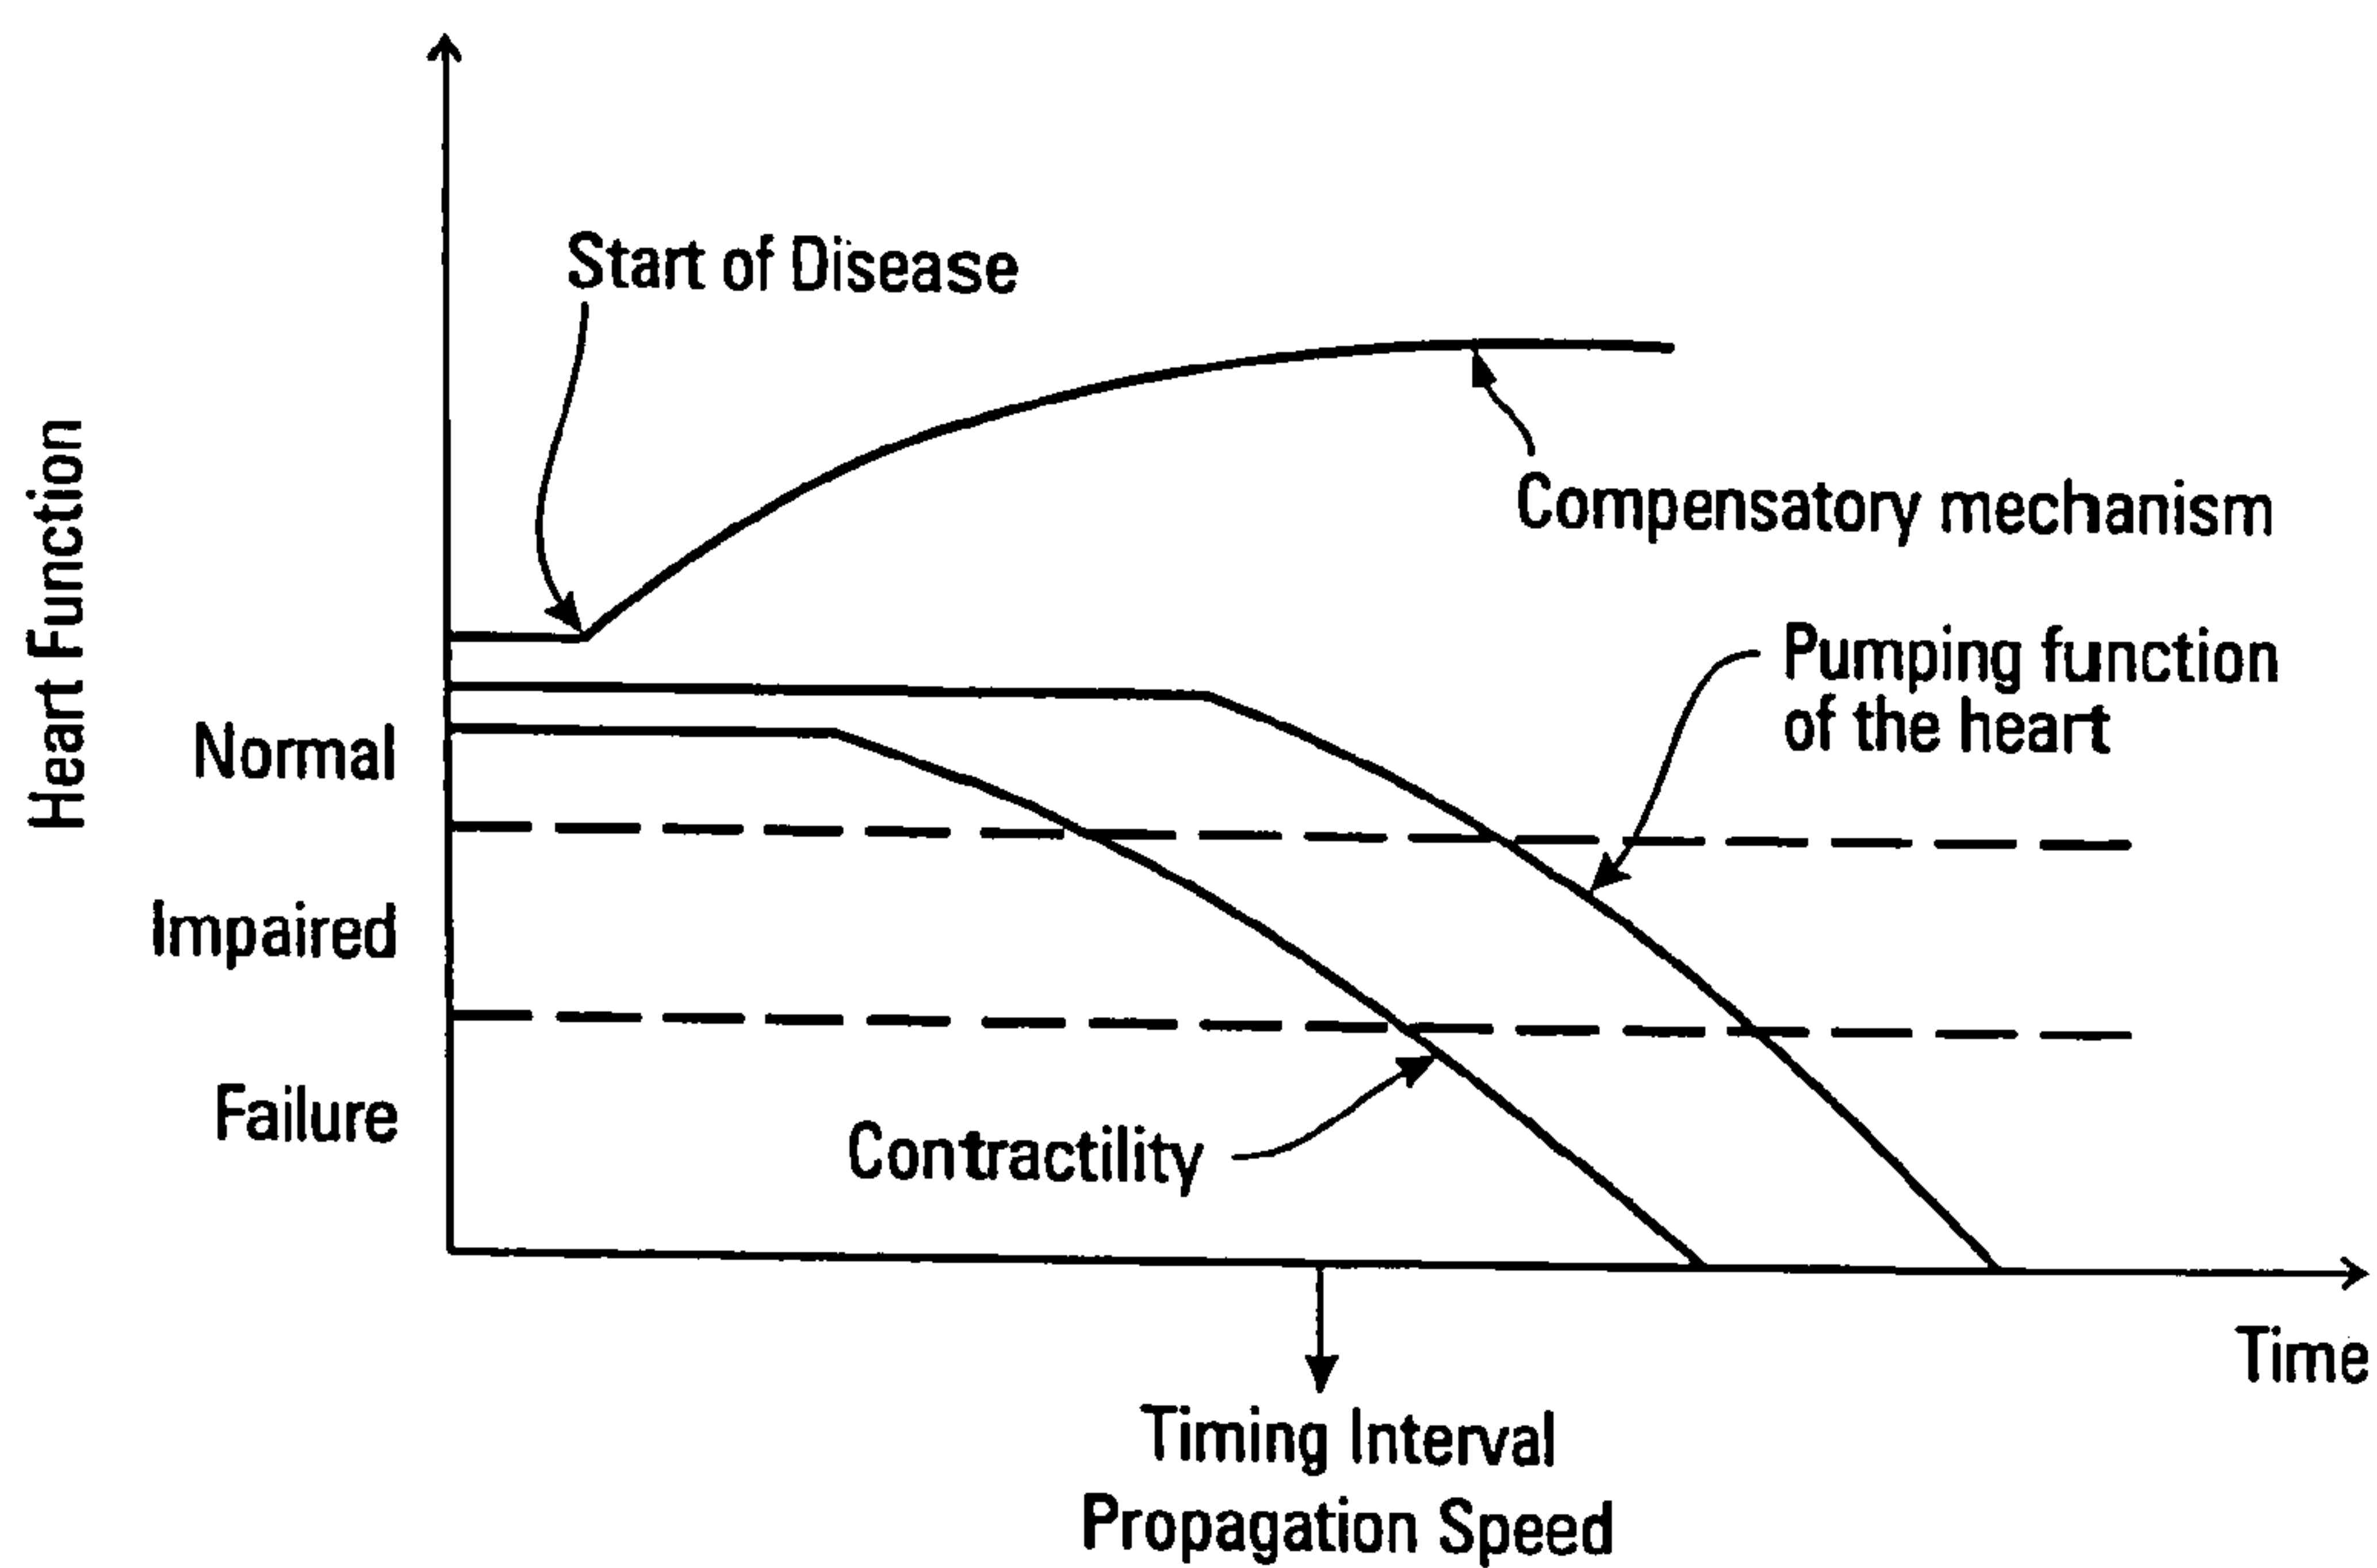 Start of Disease
Compensatory mechanism
Heart Function
Pumping function
of the heart
Normal
Impaired
Failure
Contractility
Time
Timing Interval
Propagation Speed